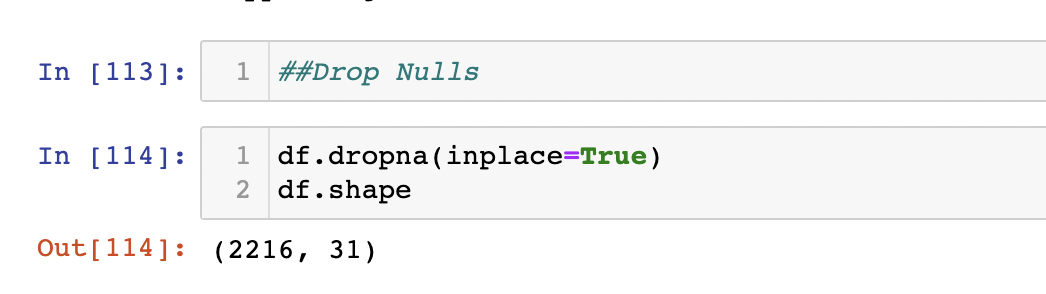 In [113]: 1 ##Drop Nulls
In [114]: 1 df.dropna(inplace=True)
2 df.shape
Out[114]: (2216, 31)